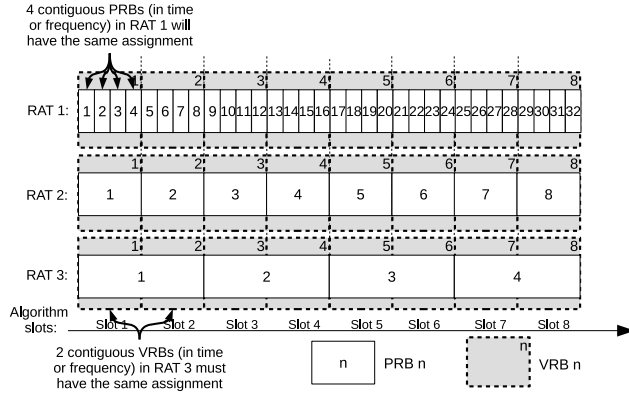 4 contiguous PRBs (in time
or frequency) in RAT 1 will
have the same assignment
1 2 3 4 5 6 7 8
RAT 1: 1 2 3 4 5 6 7 8 9 10 11 12 13 14 15 16 17 18 19 20 21 22 23 24 25 26 27 28 29 30 31 32
1 2 3 4 5 6 7 8
RAT 2: 1 2 3 4 5 6 7 8
1 2 3 4 5 6 7 8
RAT 3: 1 2 3 4
Algorithm
slots: Slot 1 Slot 2 Slot 3 Slot 4 Slot 5 Slot 6 Slot 7 Slot 8
2 contiguous VRBs (in time
or frequency) in RAT 3 must
have the same assignment
n PRB n
n VRB n